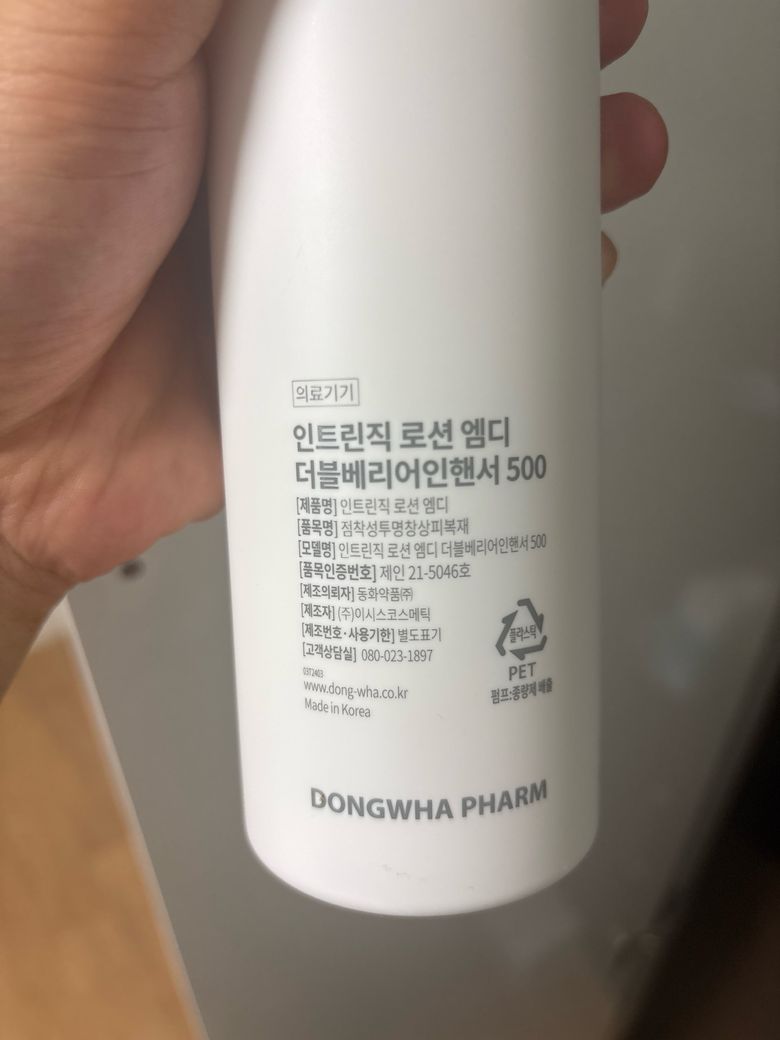 의료기기
인트린직 로션 엠디
더블베리어인핸서 500
[제품명] 인트린직 로션 엠디
[품목명] 점착성투명창상피복재
[모델명] 인트린직 로션 엠디 더블베리어인핸서 500
[품목인증번호] 제인 21-5046호
[제조의뢰자] 동화약품㈜
[제조자] (주)이시스코스메틱
[제조번호·사용기한] 별도표기
[고객상담실] 080-023-1897
03T2403
www.dong-wha.co.kr
Made in Korea
플라스틱
PET
펌프:종량제 배출
DONGWHA PHARM